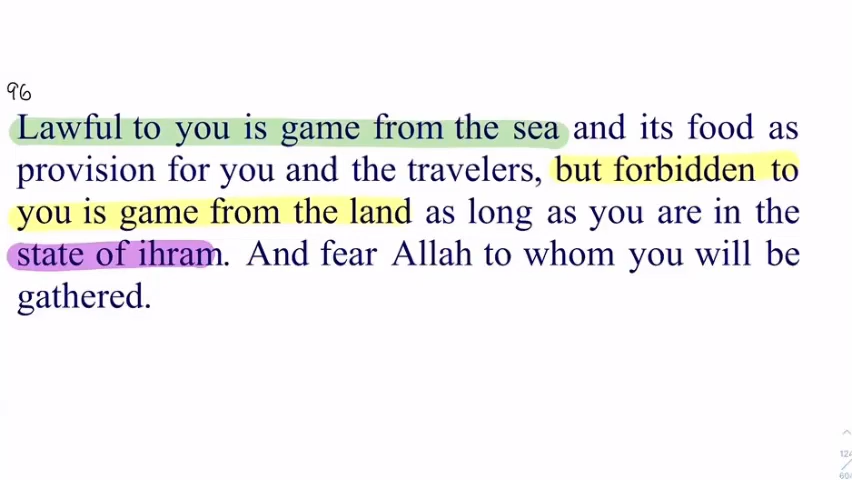 96
Lawful to you is game from the sea and its food as
provision for you and the travelers, but forbidden to
you is game from the land as long as you are in the
state of ihram. And fear Allah to whom you will be
gathered.
124
604